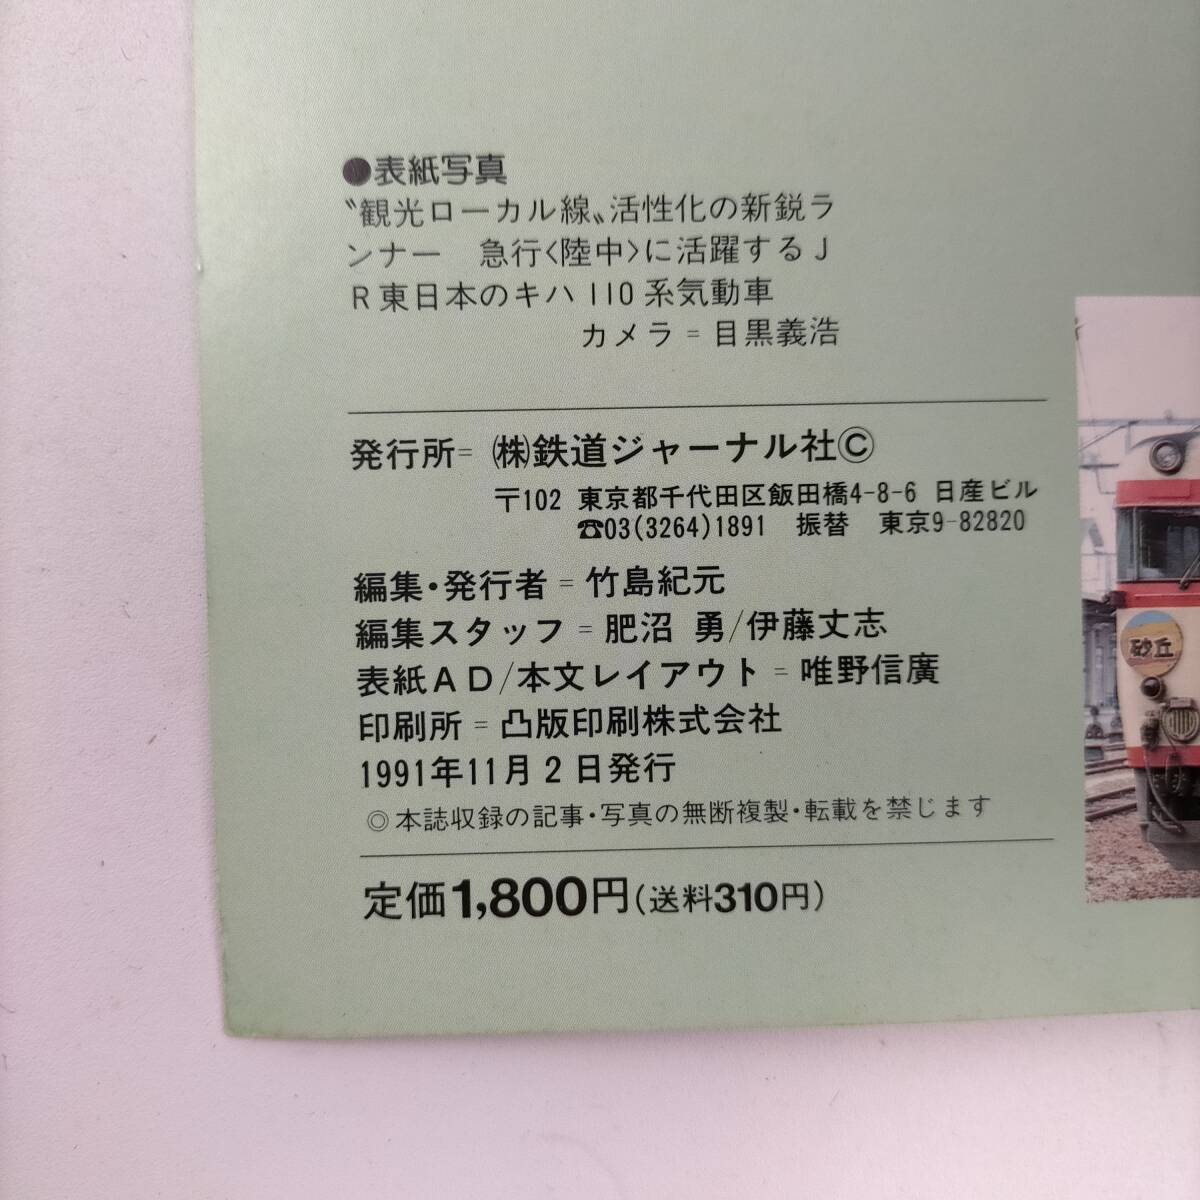 ●表紙写真
〝観光ローカル線〟活性化の新鋭ラ
ンナー　急行〈陸中〉に活躍するJ
R東日本のキハ110系気動車
カメラ=目黒義浩
発行所=㈱鉄道ジャーナル社Ⓒ
〒102 東京都千代田区飯田橋4-8-6 日産ビル
☎03(3264)1891　振替　東京9-82820
編集・発行者=竹島紀元
編集スタッフ=肥沼 勇/伊藤丈志
表紙AD/本文レイアウト=唯野信廣
印刷所=凸版印刷株式会社
1991年11月2日発行
◎本誌収録の記事・写真の無断複製・転載を禁じます
定価1,800円(送料310円)
砂丘